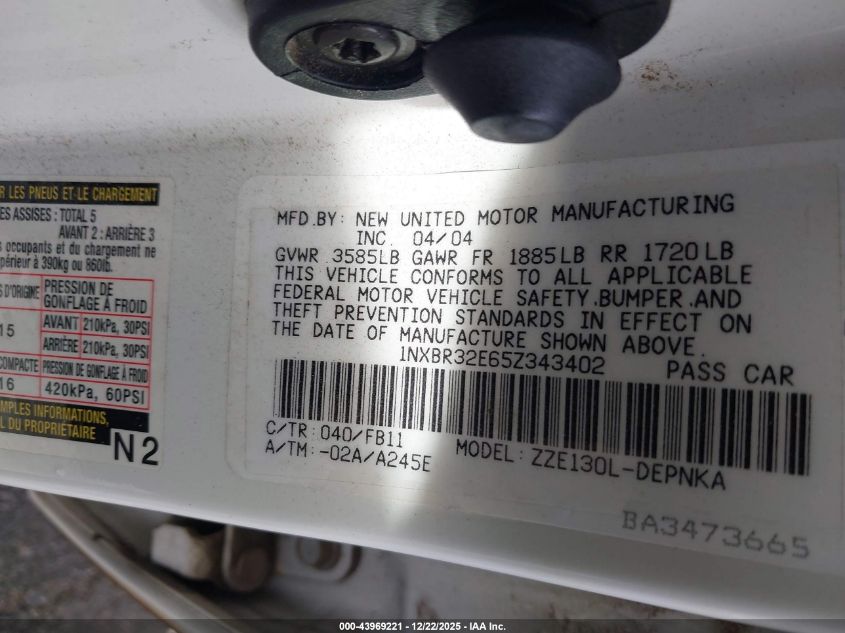 R LES PNEUS ET LE CHARGEMENT
ES ASSISES: TOTAL 5
AVANT 2: ARRIÈRE 3
occupants et du chargement ne
périeur à 390kg ou 860lb.
D'ORIGINE PRESSION DE GONFLAGE À FROID
15 AVANT 210kPa, 30PSI
ARRIÈRE 210kPa, 30PSI
COMPACTE PRESSION DE GONFLAGE À FROID
16 420kPa, 60PSI
MPLES INFORMATIONS,
L DU PROPRIÉTAIRE
N2
MFD.BY: NEW UNITED MOTOR MANUFACTURING
INC. 04/04
GVWR 3585LB GAWR FR 1885LB RR 1720LB
THIS VEHICLE CONFORMS TO ALL APPLICABLE
FEDERAL MOTOR VEHICLE SAFETY.BUMPER.AND
THEFT PREVENTION STANDARDS IN EFFECT ON
THE DATE OF MANUFACTURE SHOWN ABOVE.
1NXBR32E65Z343402 PASS CAR
C/TR: 040/FB11
A/TM: -02A/A245E
MODEL: ZZE130L-DEPNKA
BA3473665
000-43969221 - 12/22/2025 - IAA Inc.